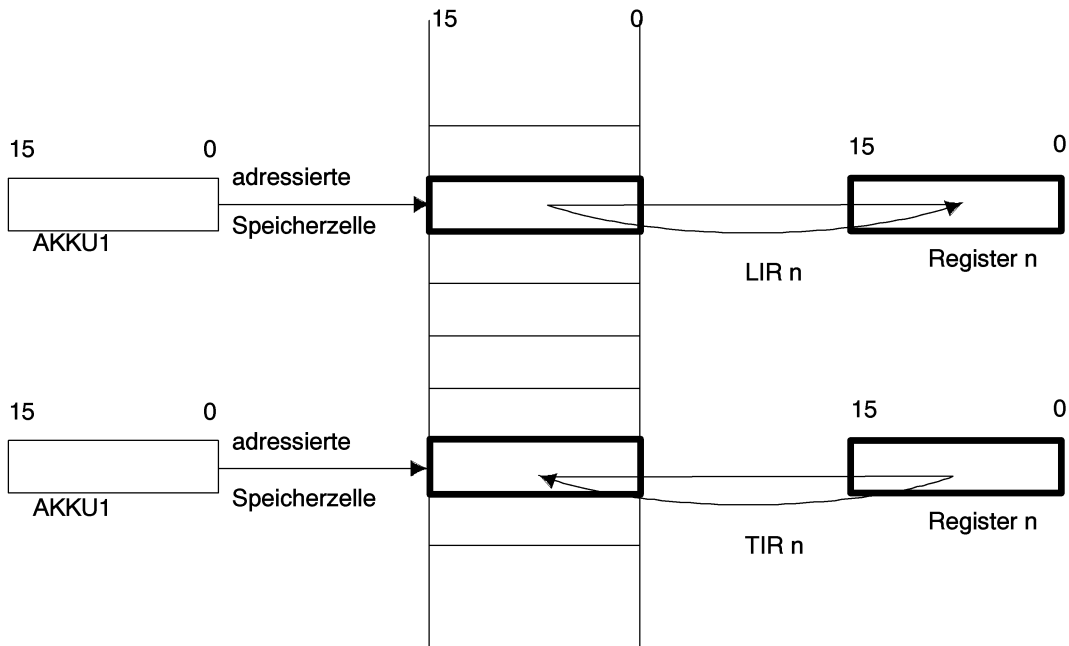 15 0
15 0
adressierte
Speicherzelle
AKKU1
15 0
LIR n
Register n
15 0
adressierte
Speicherzelle
AKKU1
15 0
TIR n
Register n